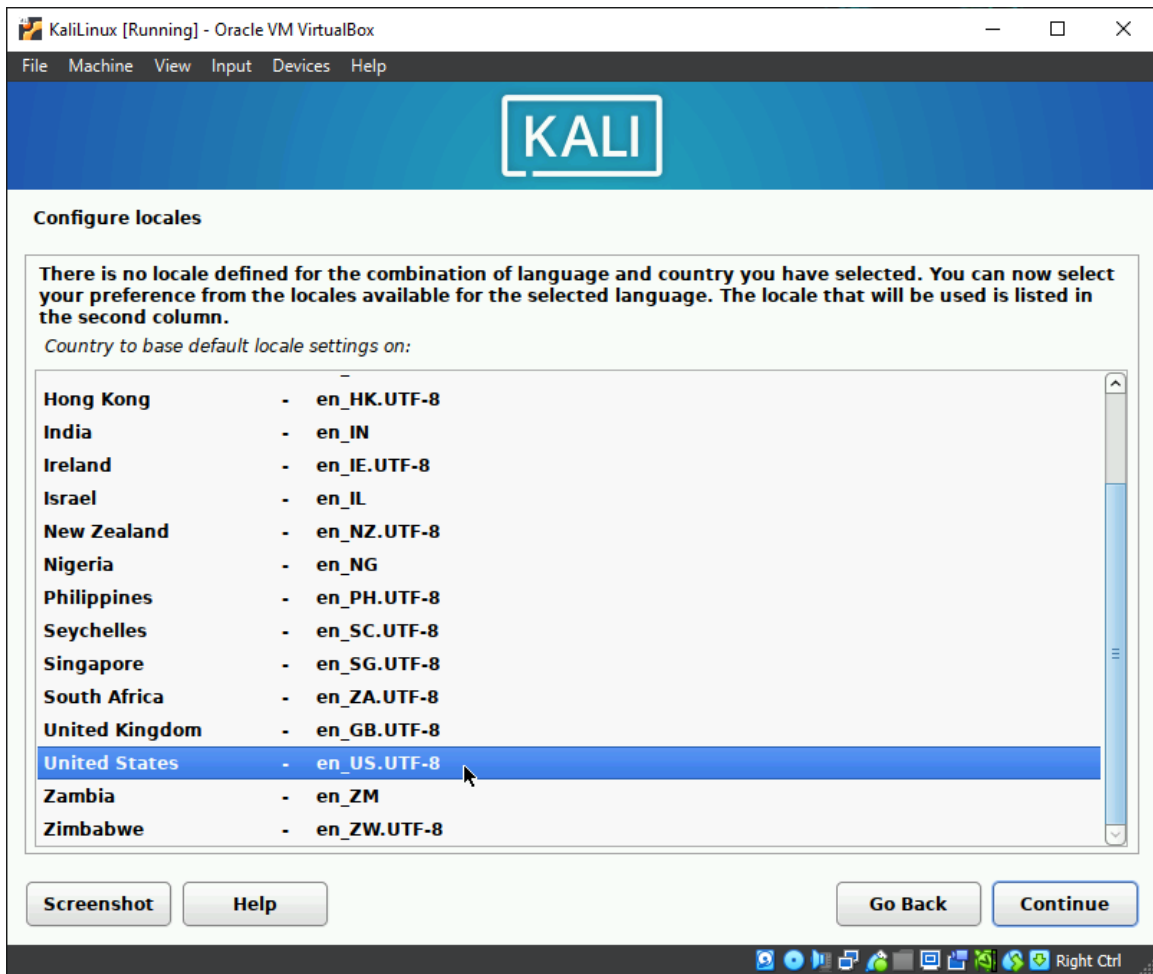 KaliLinux [Running] - Oracle VM VirtualBox
File Machine View Input Devices Help
KALI
Configure locales
There is no locale defined for the combination of language and country you have selected. You can now select
your preference from the locales available for the selected language. The locale that will be used is listed in
the second column.
Country to base default locale settings on:
Hong Kong - en_HK.UTF-8
India - en_IN
Ireland - en_IE.UTF-8
Israel - en_IL
New Zealand - en_NZ.UTF-8
Nigeria - en_NG
Philippines - en_PH.UTF-8
Seychelles - en_SC.UTF-8
Singapore - en_SG.UTF-8
South Africa - en_ZA.UTF-8
United Kingdom - en_GB.UTF-8
United States - en_US.UTF-8
Zambia - en_ZM
Zimbabwe - en_ZW.UTF-8
Screenshot Help Go Back Continue
Right Ctrl